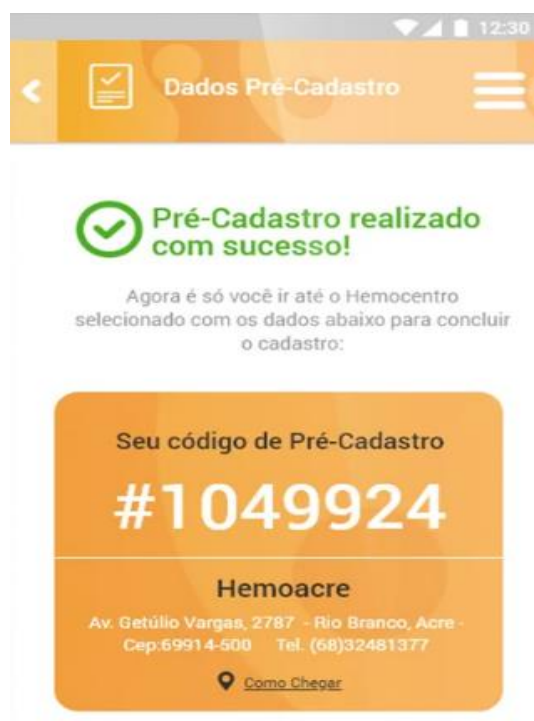 12:30
Dados Pré-Cadastro
Pré-Cadastro realizado
com sucesso!
Agora é só você ir até o Hemocentro
selecionado com os dados abaixo para concluir
o cadastro:
Seu código de Pré-Cadastro
#1049924
Hemoacre
Av. Getúlio Vargas, 2787 - Rio Branco, Acre -
Cep:69914-500 Tel. (68)32481377
Como Chegar